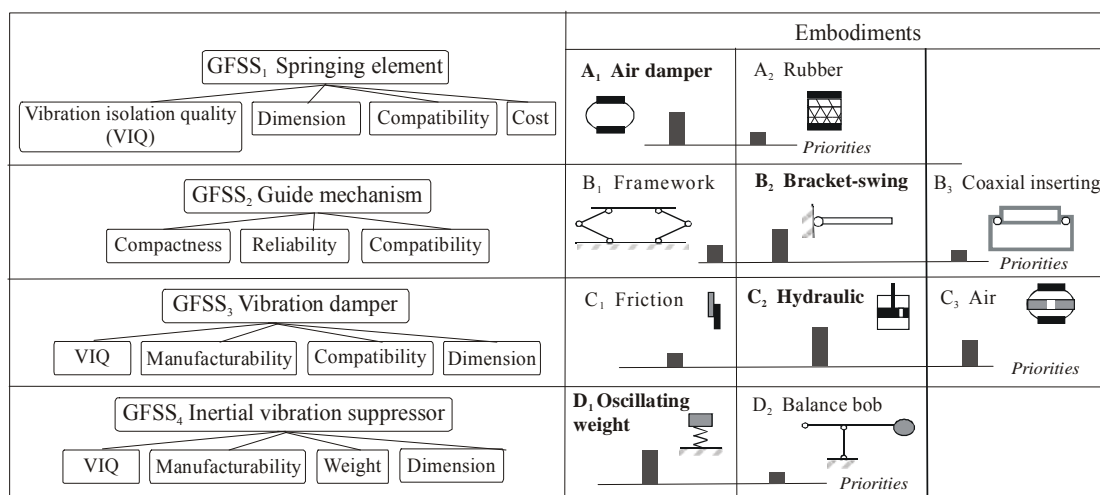 Embodiments
GFSS₁ Springing element
Vibration isolation quality
(VIQ)
Dimension
Compatibility
Cost
A₁ Air damper
A₂ Rubber
Priorities
GFSS₂ Guide mechanism
Compactness
Reliability
Compatibility
B₁ Framework
B₂ Bracket-swing
B₃ Coaxial inserting
Priorities
GFSS₃ Vibration damper
VIQ
Manufacturability
Compatibility
Dimension
C₁ Friction
C₂ Hydraulic
C₃ Air
Priorities
GFSS₄ Inertial vibration suppressor
VIQ
Manufacturability
Weight
Dimension
D₁ Oscillating
weight
D₂ Balance bob
Priorities